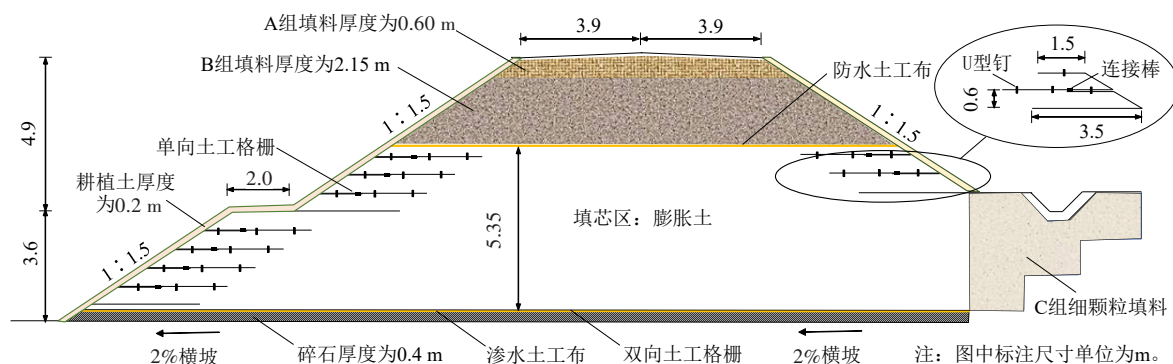 A组填料厚度为0.60 m
3.9
3.9
B组填料厚度为2.15 m
防水土工布
1.5
U型钉
连接棒
0.6
3.5
4.9
1∶1.5
1∶1.5
单向土工格栅
2.0
耕植土厚度
为0.2 m
5.35
填芯区：膨胀土
3.6
1∶1.5
C组细颗粒填料
2%横坡
碎石厚度为0.4 m
渗水土工布
双向土工格栅
2%横坡
注：图中标注尺寸单位为m。